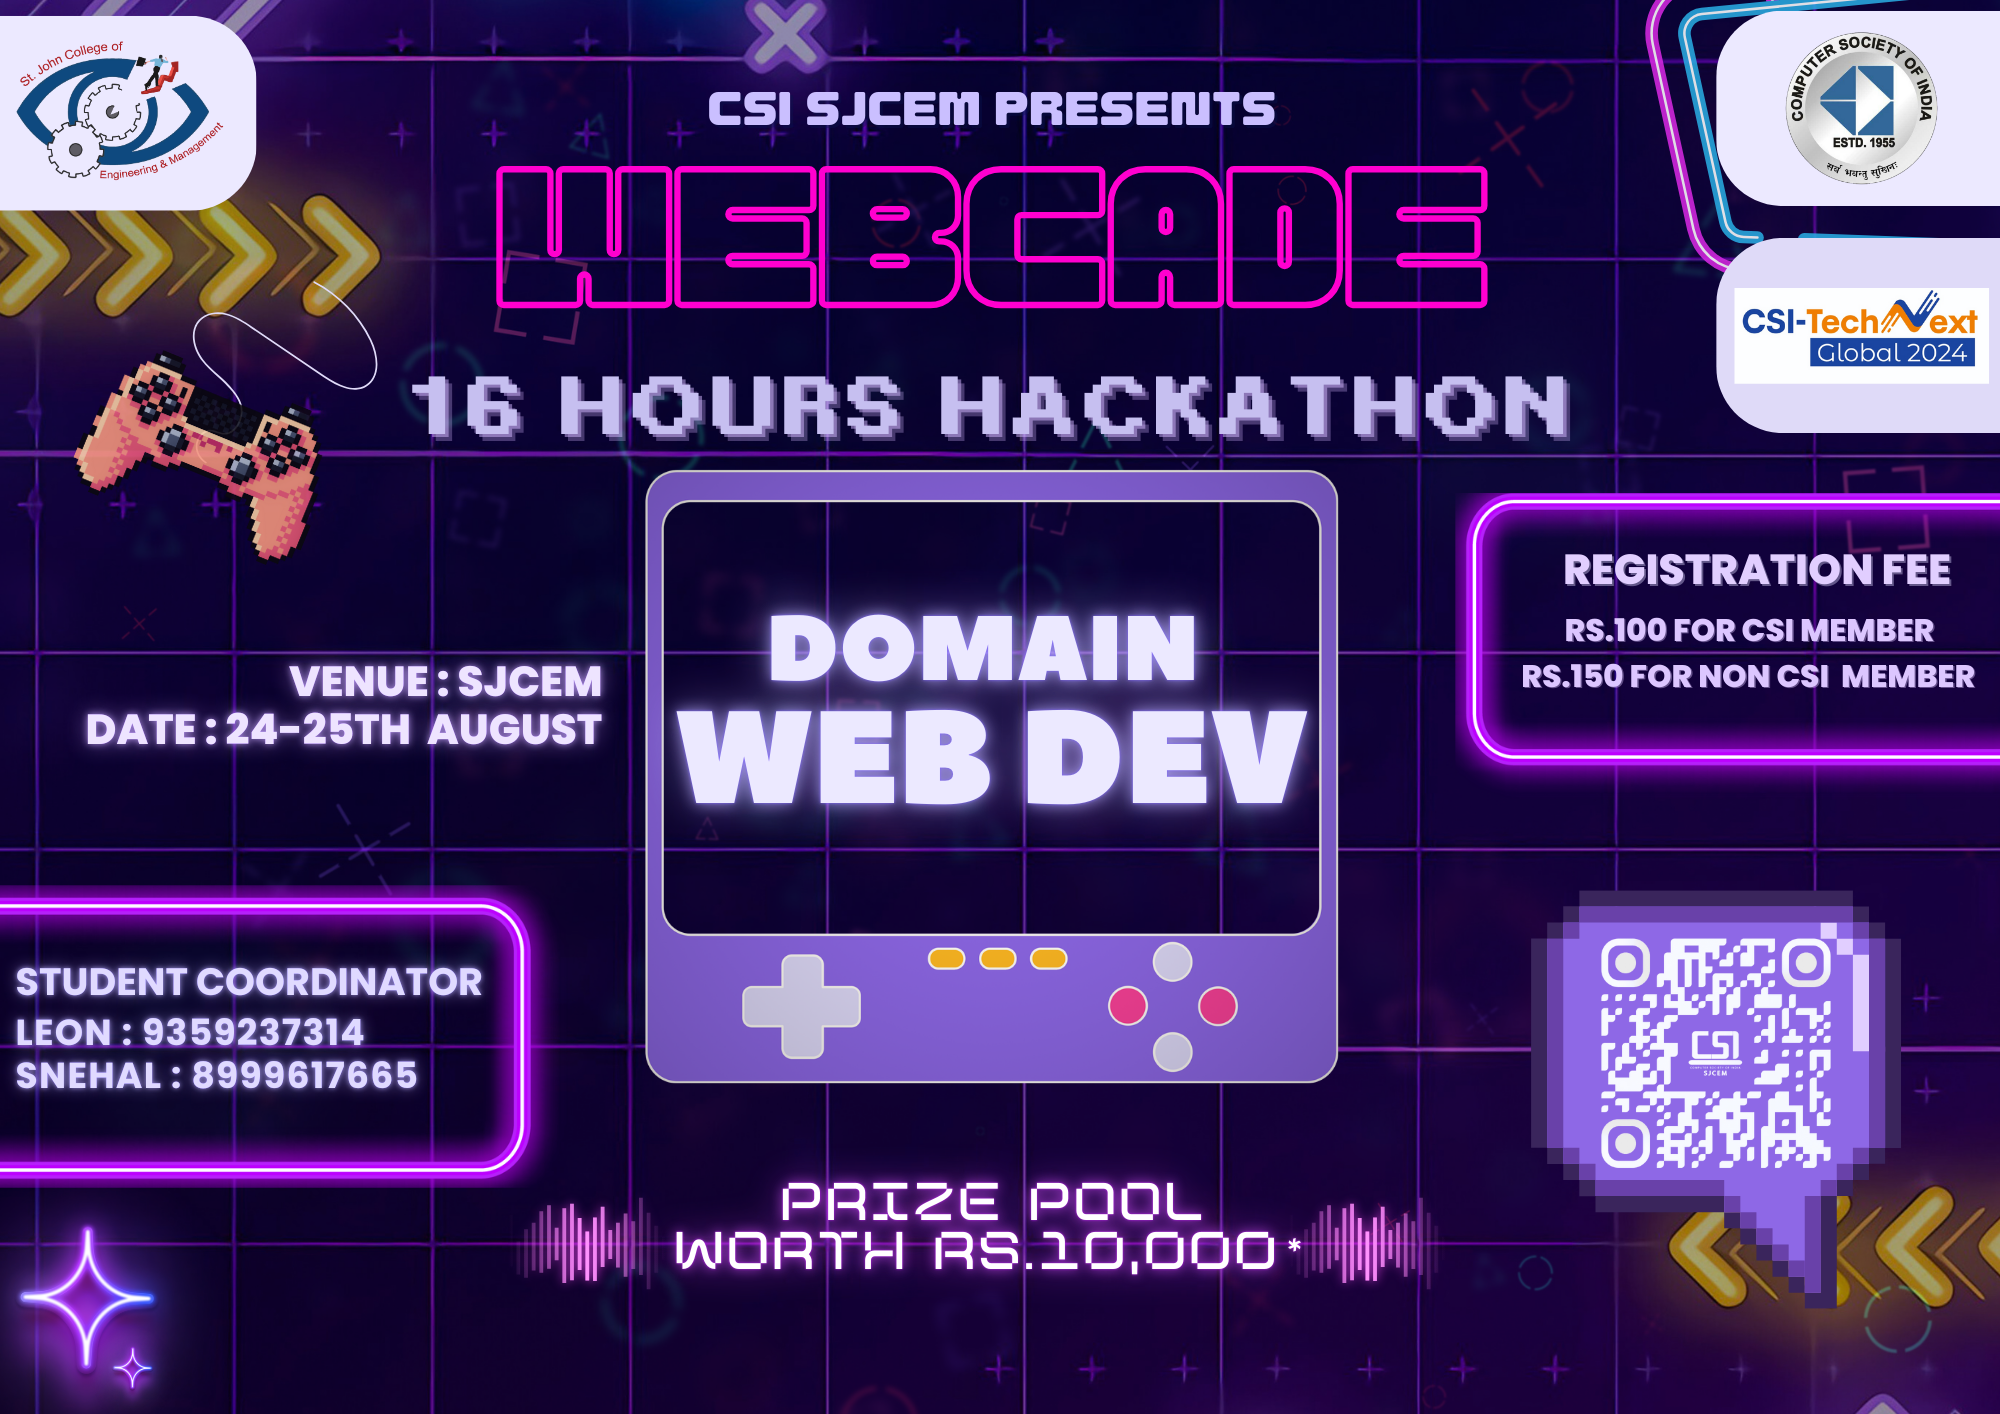 St. John College of
Engineering & Management
COMPUTER SOCIETY OF INDIA
ESTD. 1955
सर्वे भवन्तु सुखिनः
CSI-TechNext
Global 2024
CSI SJCEM PRESENTS
WEBCADE
16 HOURS HACKATHON
DOMAIN
WEB DEV
VENUE : SJCEM
DATE : 24-25TH AUGUST
REGISTRATION FEE
RS.100 FOR CSI MEMBER
RS.150 FOR NON CSI MEMBER
STUDENT COORDINATOR
LEON : 9359237314
SNEHAL : 8999617665
CSI
SJCEM
PRIZE POOL
WORTH RS.10,000*